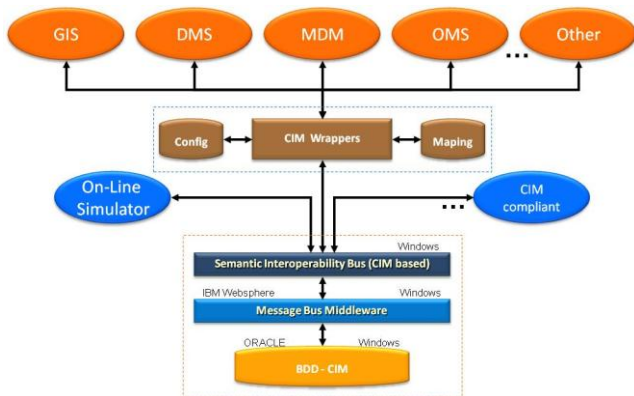 GIS
DMS
MDM
OMS
...
Other
Config
CIM Wrappers
Maping
On-Line
Simulator
...
CIM
compliant
Windows
Semantic Interoperability Bus (CIM based)
IBM Websphere
Windows
Message Bus Middleware
ORACLE
Windows
BDD - CIM